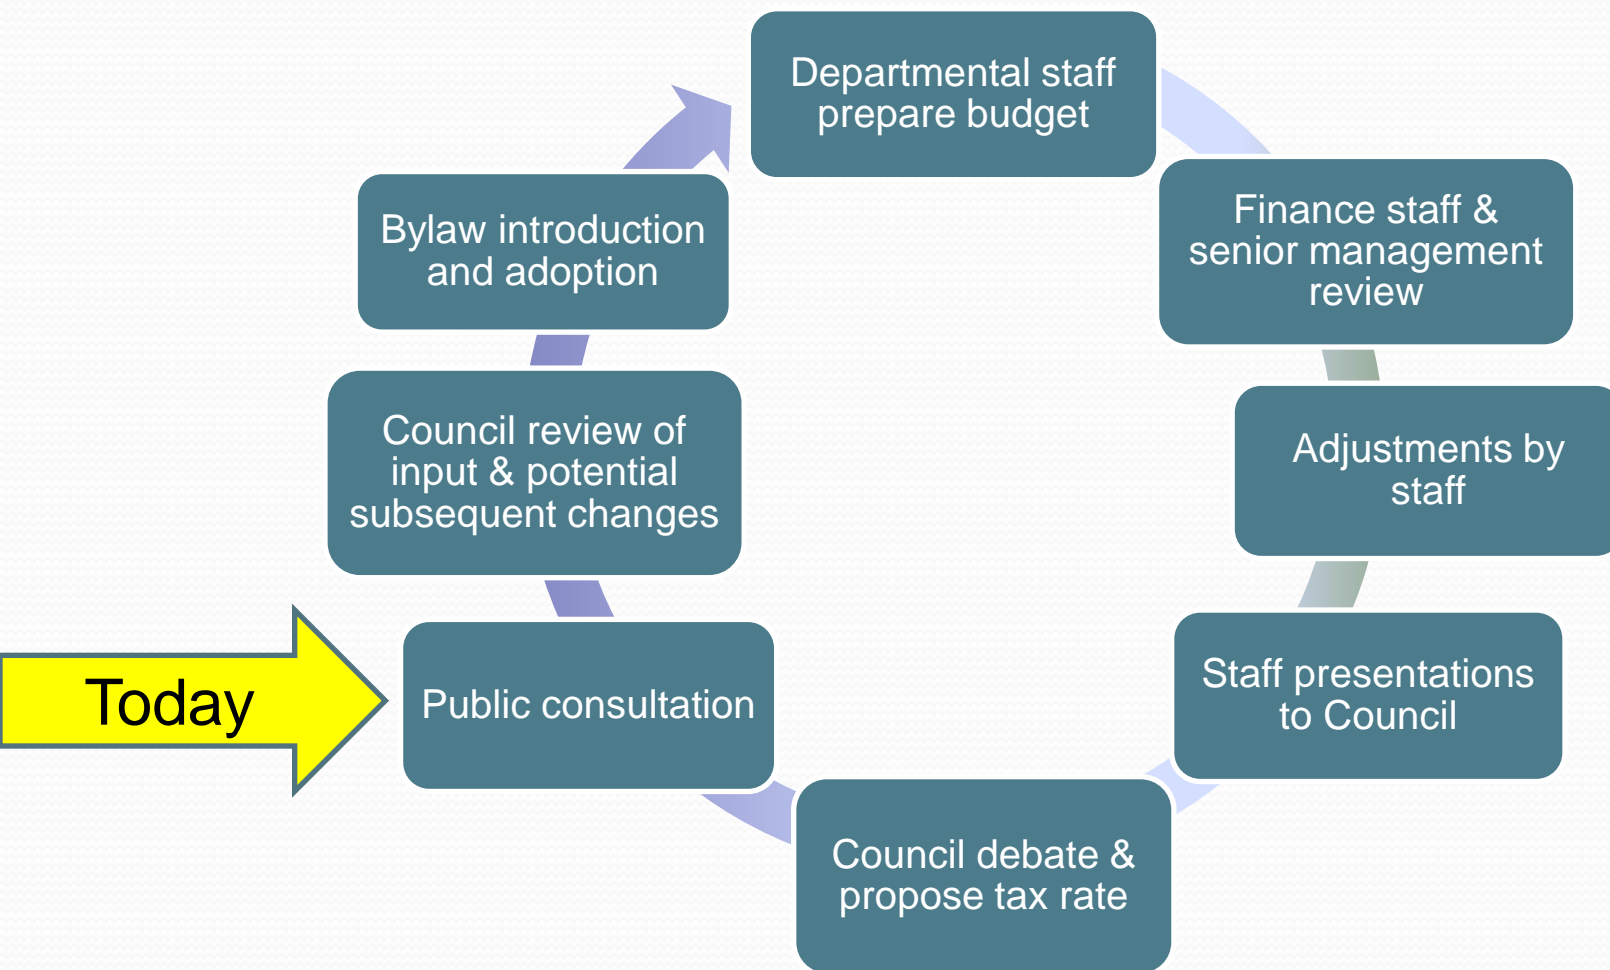 Departmental staff
prepare budget
Finance staff &
senior management
review
Adjustments by
staff
Staff presentations
to Council
Council debate &
propose tax rate
Public consultation
Today
Council review of
input & potential
subsequent changes
Bylaw introduction
and adoption